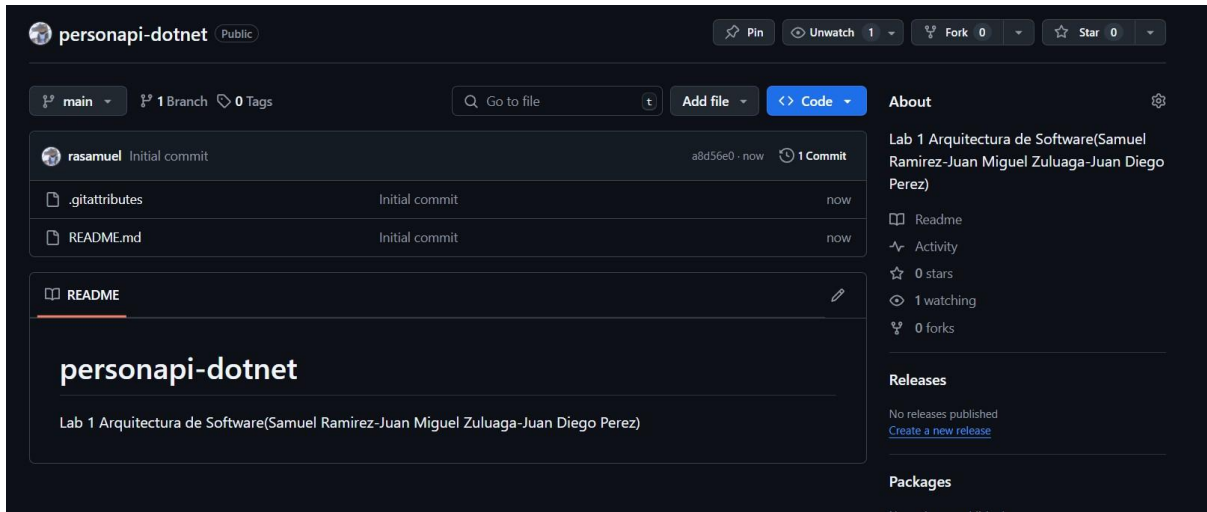 personapi-dotnet Public
Pin
Unwatch 1
Fork 0
Star 0
main
1 Branch
0 Tags
Go to file
t
Add file
<> Code
rasamuel Initial commit
a8d56e0 · now
1 Commit
.gitattributes Initial commit now
README.md Initial commit now
README
personapi-dotnet
Lab 1 Arquitectura de Software(Samuel Ramirez-Juan Miguel Zuluaga-Juan Diego Perez)
About
Lab 1 Arquitectura de Software(Samuel
Ramirez-Juan Miguel Zuluaga-Juan Diego
Perez)
Readme
Activity
0 stars
1 watching
0 forks
Releases
No releases published
Create a new release
Packages